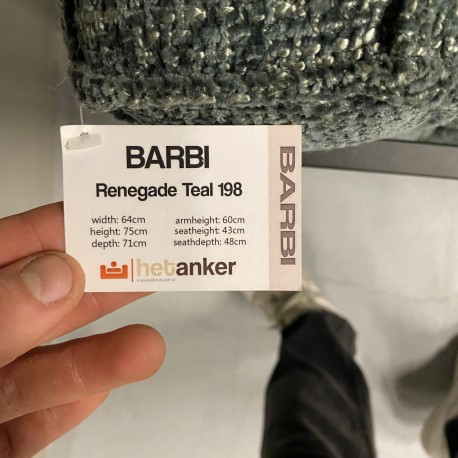 BARBI
Renegade Teal 198
width: 64cm
height: 75cm
depth: 71cm
armheight: 60cm
seatheight: 43cm
seathdepth: 48cm
hetanker
BARBI